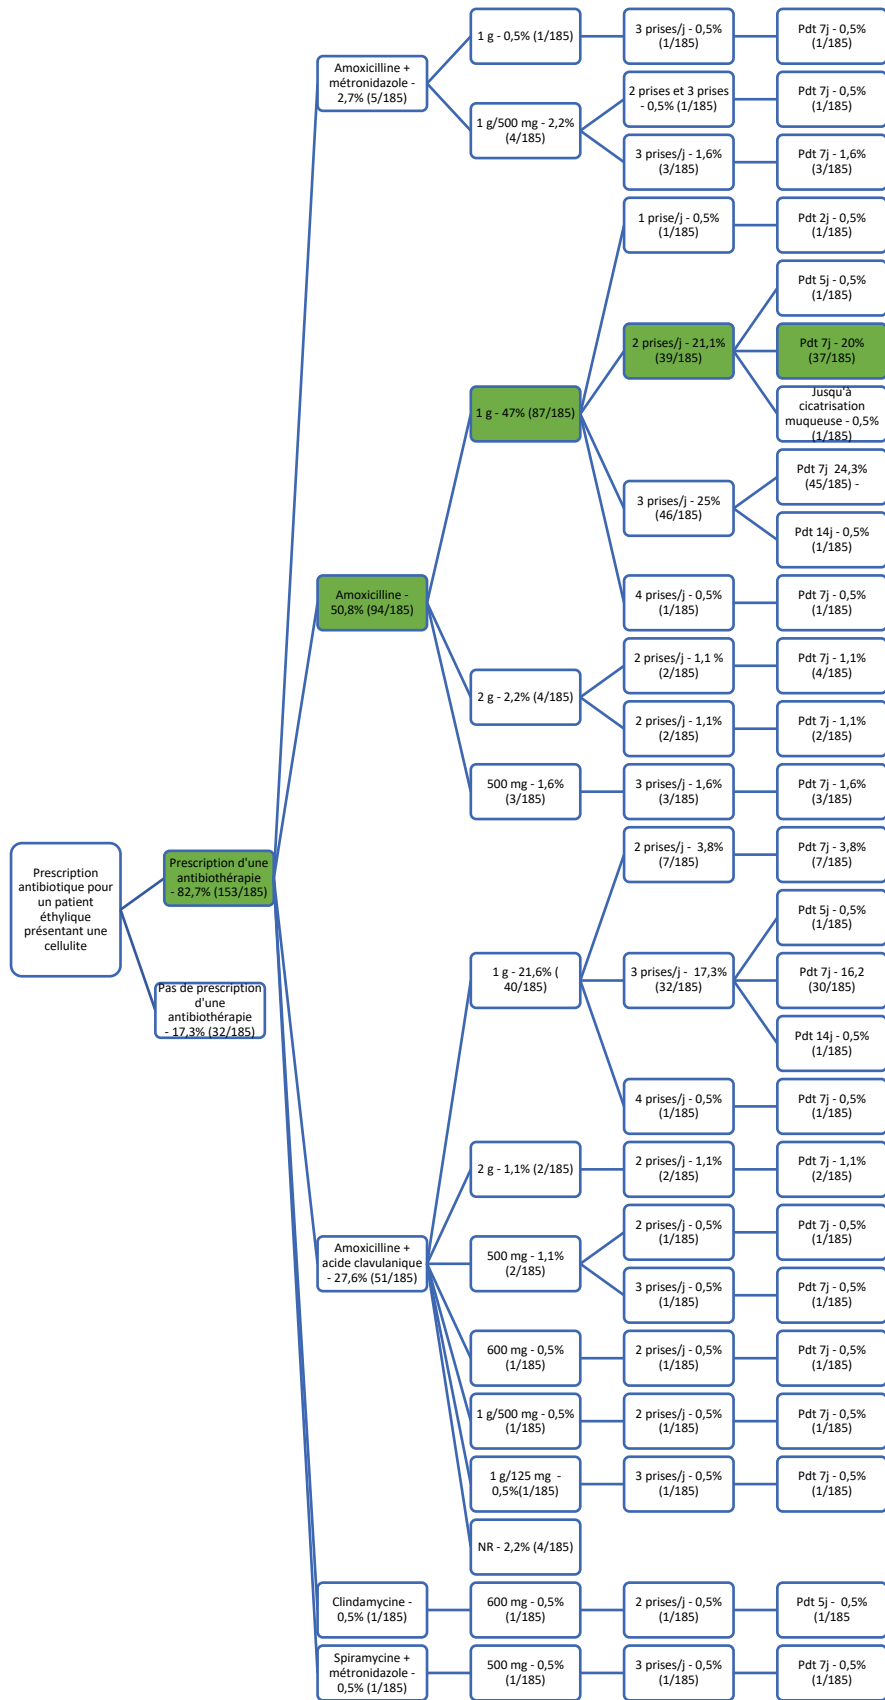 Prescription
antibiotique pour
un patient
éthylique
présentant une
cellulite
Prescription d'une
antibiothérapie
- 82,7% (153/185)
Pas de prescription
d'une
antibiothérapie
- 17,3% (32/185)
Amoxicilline +
métronidazole -
2,7% (5/185)
1 g - 0,5% (1/185)
3 prises/j - 0,5%
(1/185)
Pdt 7j - 0,5%
(1/185)
1 g/500 mg - 2,2%
(4/185)
2 prises et 3 prises
- 0,5% (1/185)
Pdt 7j - 0,5%
(1/185)
3 prises/j - 1,6%
(3/185)
Pdt 7j - 1,6%
(3/185)
Amoxicilline -
50,8% (94/185)
1 g - 47% (87/185)
1 prise/j - 0,5%
(1/185)
Pdt 2j - 0,5%
(1/185)
2 prises/j - 21,1%
(39/185)
Pdt 5j - 0,5%
(1/185)
Pdt 7j - 20%
(37/185)
Jusqu'à
cicatrisation
muqueuse - 0,5%
(1/185)
3 prises/j - 25%
(46/185)
Pdt 7j  24,3%
(45/185) -
Pdt 14j - 0,5%
(1/185)
4 prises/j - 0,5%
(1/185)
Pdt 7j - 0,5%
(1/185)
2 g - 2,2% (4/185)
2 prises/j - 1,1 %
(2/185)
Pdt 7j - 1,1%
(4/185)
2 prises/j - 1,1%
(2/185)
Pdt 7j - 1,1%
(2/185)
500 mg - 1,6%
(3/185)
3 prises/j - 1,6%
(3/185)
Pdt 7j - 1,6%
(3/185)
Amoxicilline +
acide clavulanique
- 27,6% (51/185)
1 g - 21,6% (
40/185)
2 prises/j -  3,8%
(7/185)
Pdt 7j - 3,8%
(7/185)
3 prises/j -  17,3%
(32/185)
Pdt 5j - 0,5%
(1/185)
Pdt 7j - 16,2
(30/185)
Pdt 14j - 0,5%
(1/185)
4 prises/j - 0,5%
(1/185)
Pdt 7j - 0,5%
(1/185)
2 g - 1,1% (2/185)
2 prises/j - 1,1%
(2/185)
Pdt 7j - 1,1%
(2/185)
500 mg - 1,1%
(2/185)
2 prises/j - 0,5%
(1/185)
Pdt 7j - 0,5%
(1/185)
3 prises/j - 0,5%
(1/185)
Pdt 7j - 0,5%
(1/185)
600 mg - 0,5%
(1/185)
2 prises/j - 0,5%
(1/185)
Pdt 7j - 0,5%
(1/185)
1 g/500 mg - 0,5%
(1/185)
2 prises/j - 0,5%
(1/185)
Pdt 7j - 0,5%
(1/185)
1 g/125 mg  -
0,5%(1/185)
3 prises/j - 0,5%
(1/185)
Pdt 7j - 0,5%
(1/185)
NR - 2,2% (4/185)
Clindamycine -
0,5% (1/185)
600 mg - 0,5%
(1/185)
2 prises/j - 0,5%
(1/185)
Pdt 5j -  0,5%
(1/185
Spiramycine +
métronidazole -
0,5% (1/185)
500 mg - 0,5%
(1/185)
3 prises/j - 0,5%
(1/185)
Pdt 7j - 0,5%
(1/185)